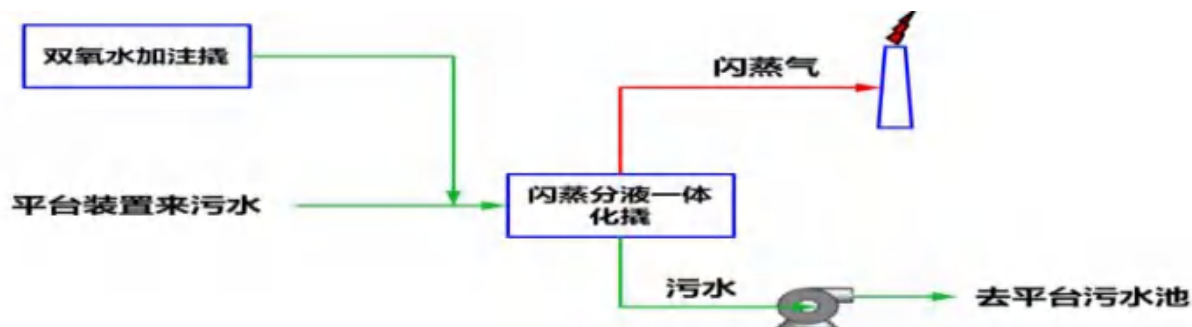 双氧水加注撬
闪蒸气
平台装置来污水
闪蒸分液一体
化撬
污水
去平台污水池